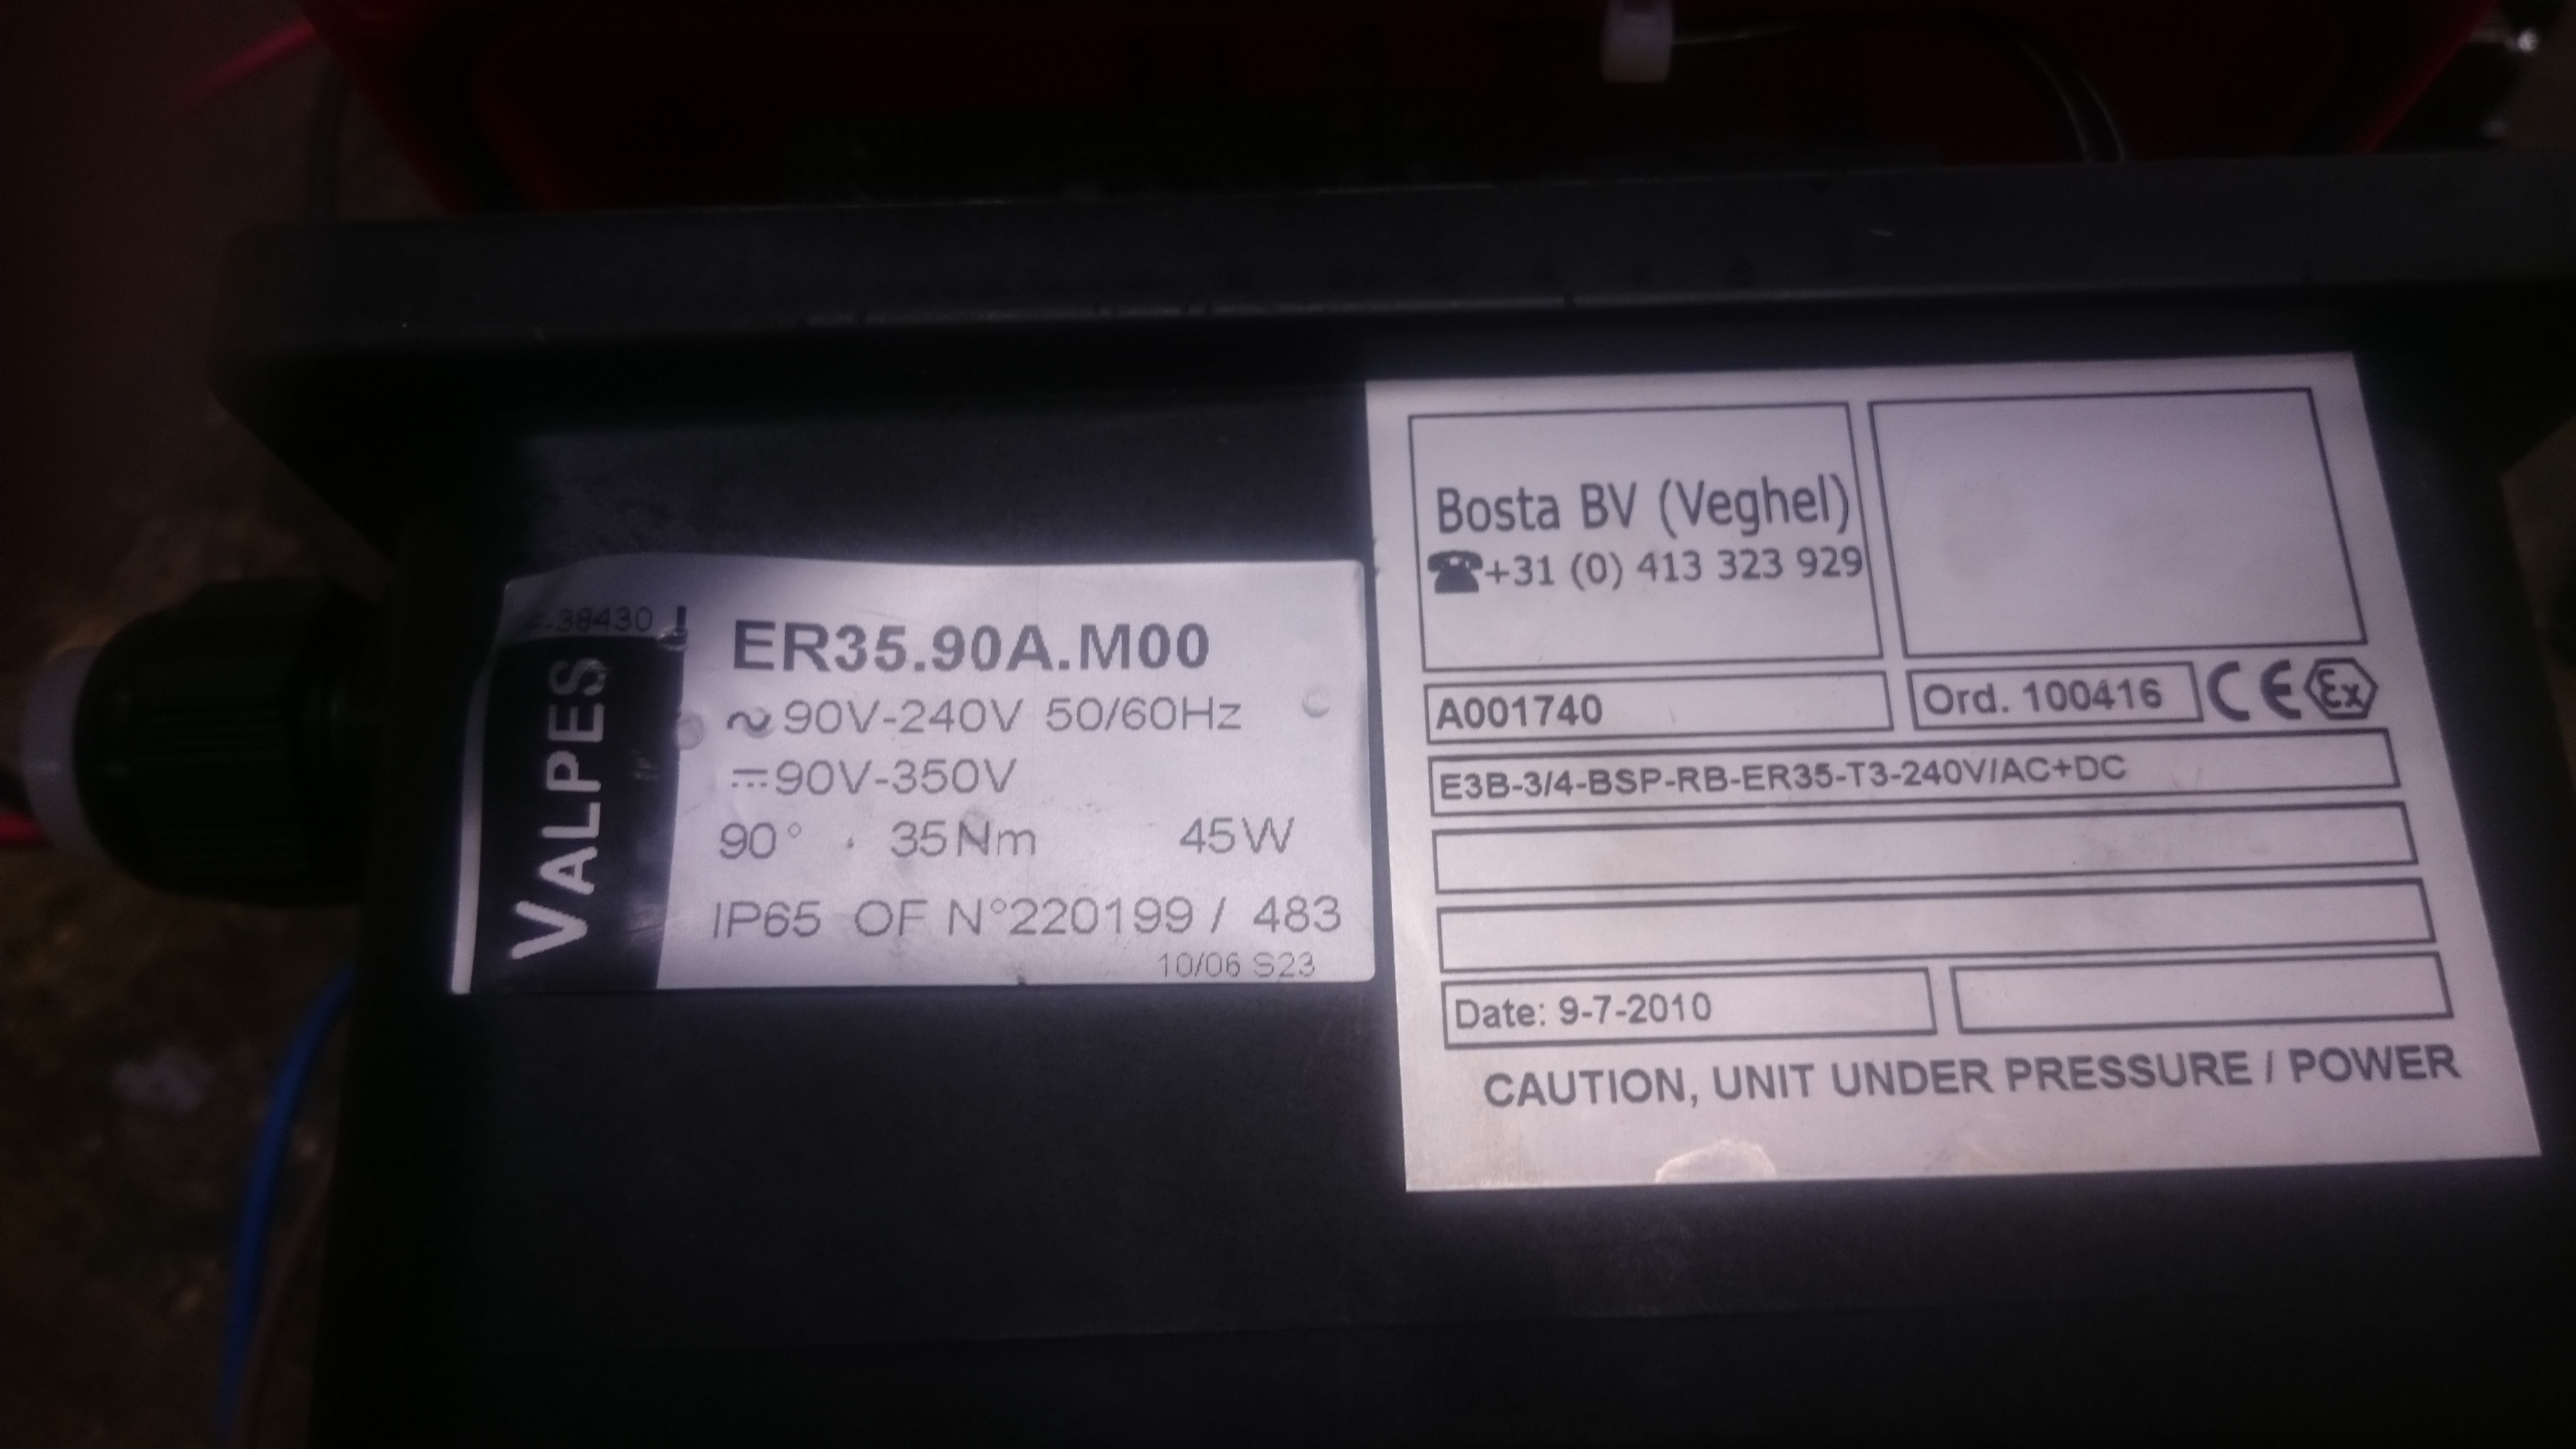 38430
VALPES
ER35.90A.M00
90V-240V 50/60Hz
90V-350V
90° 35Nm 45W
IP65 OF N°220199 / 483
10/06 S23
Bosta BV (Veghel)
☎+31 (0) 413 323 929
A001740
Ord. 100416
CE Ex
E3B-3/4-BSP-RB-ER35-T3-240V/AC+DC
Date: 9-7-2010
CAUTION, UNIT UNDER PRESSURE / POWER